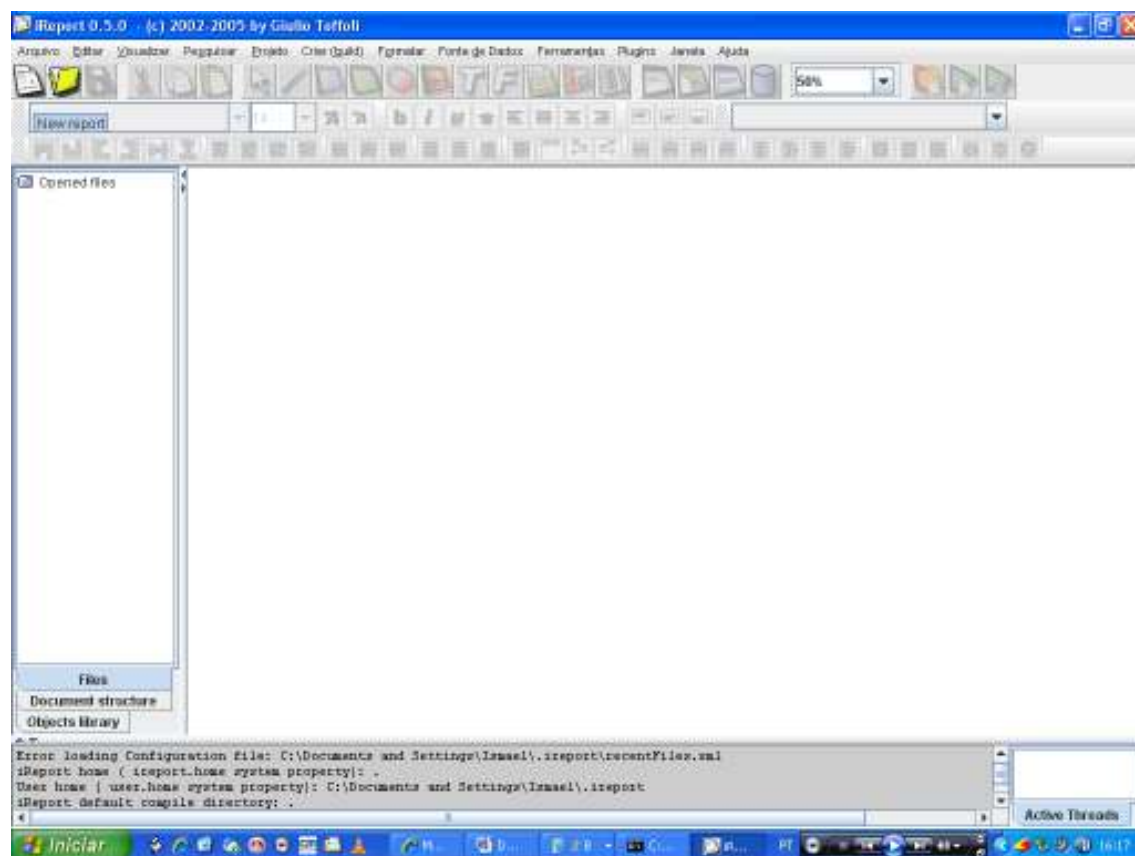 iReport 0.5.0 - (c) 2002-2005 by Giulio Toffoli
Arquivo Editar Visualizar Pesquisar Projeto Criar (build) Formatar Fonte de Dados Ferramentas Plugins Janela Ajuda
50%
New report
Opened files
Files
Document structure
Objects library
Error loading Configuration file: C:\Documents and Settings\Ismael\.ireport\recentFiles.xml
iReport home ( ireport.home system property): .
User home ( user.home system property): C:\Documents and Settings\Ismael\.ireport
iReport default compile directory: .
Active Threads
Iniciar
PT
16:17